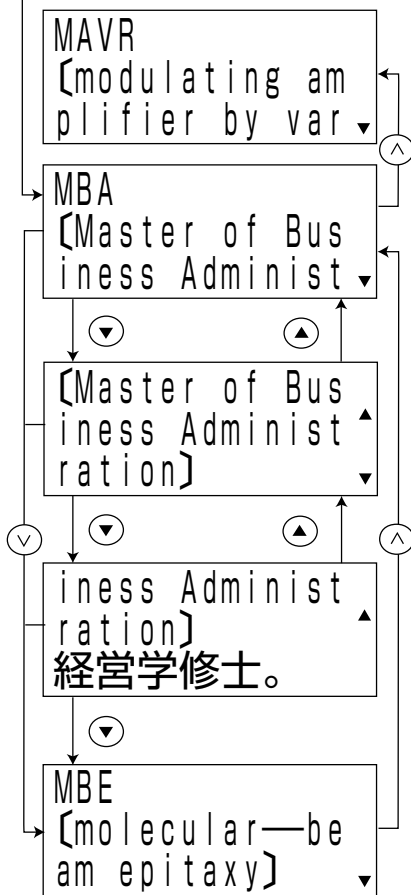 MAVR
〔modulating am
plifier by var
MBA
〔Master of Bus
iness Administ
〔Master of Bus
iness Administ
ration〕
iness Administ
ration〕
経営学修士。
MBE
〔molecular―be
am epitaxy〕